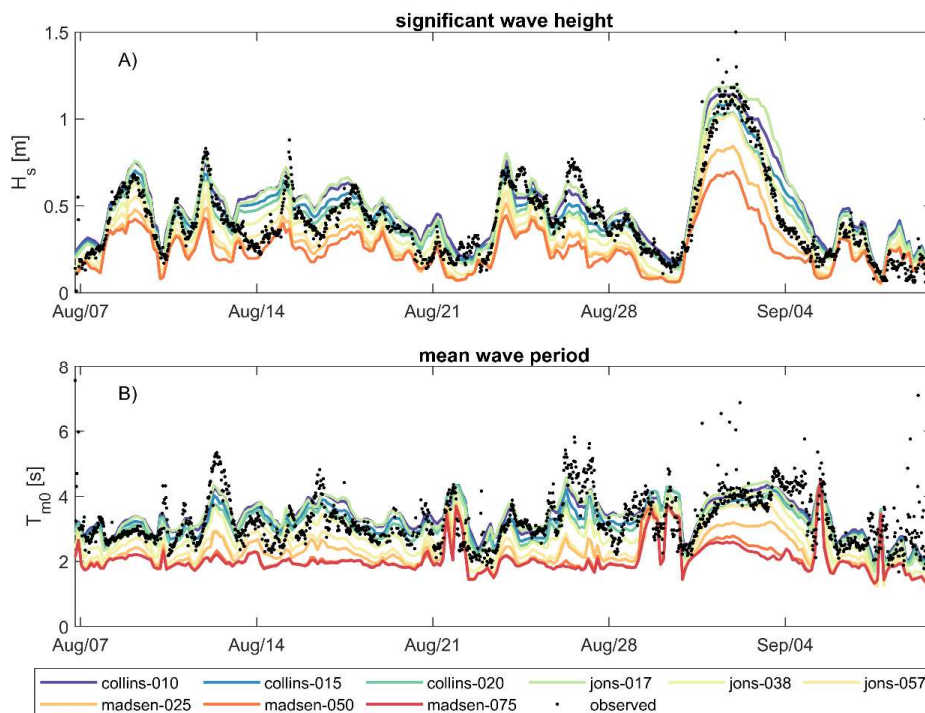 significant wave height
1.5
A)
1
H_s [m]
0.5
0
Aug/07 Aug/14 Aug/21 Aug/28 Sep/04
mean wave period
8
B)
6
T_m0 [s]
4
2
0
Aug/07 Aug/14 Aug/21 Aug/28 Sep/04
collins-010 collins-015 collins-020 jons-017 jons-038 jons-057
madsen-025 madsen-050 madsen-075 observed